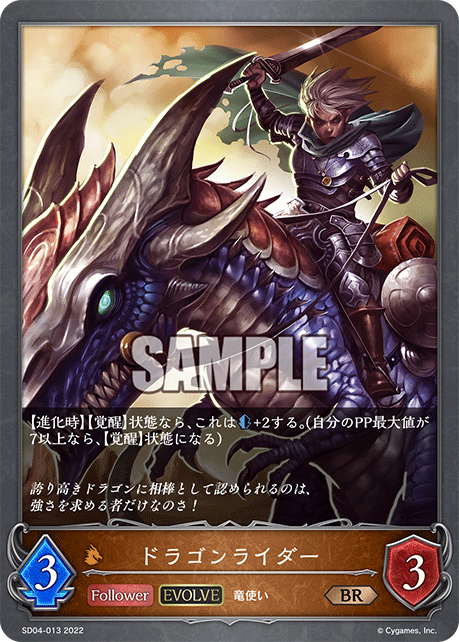 SAMPLE
【進化時】【覚醒】状態なら、これは+2する。(自分のPP最大値が
7以上なら、【覚醒】状態になる)
誇り高きドラゴンに相棒として認められるのは、
強さを求める者だけなのさ!
3
ドラゴンライダー
3
Follower EVOLVE 竜使い BR
SD04-013 2022 © Cygames, Inc.